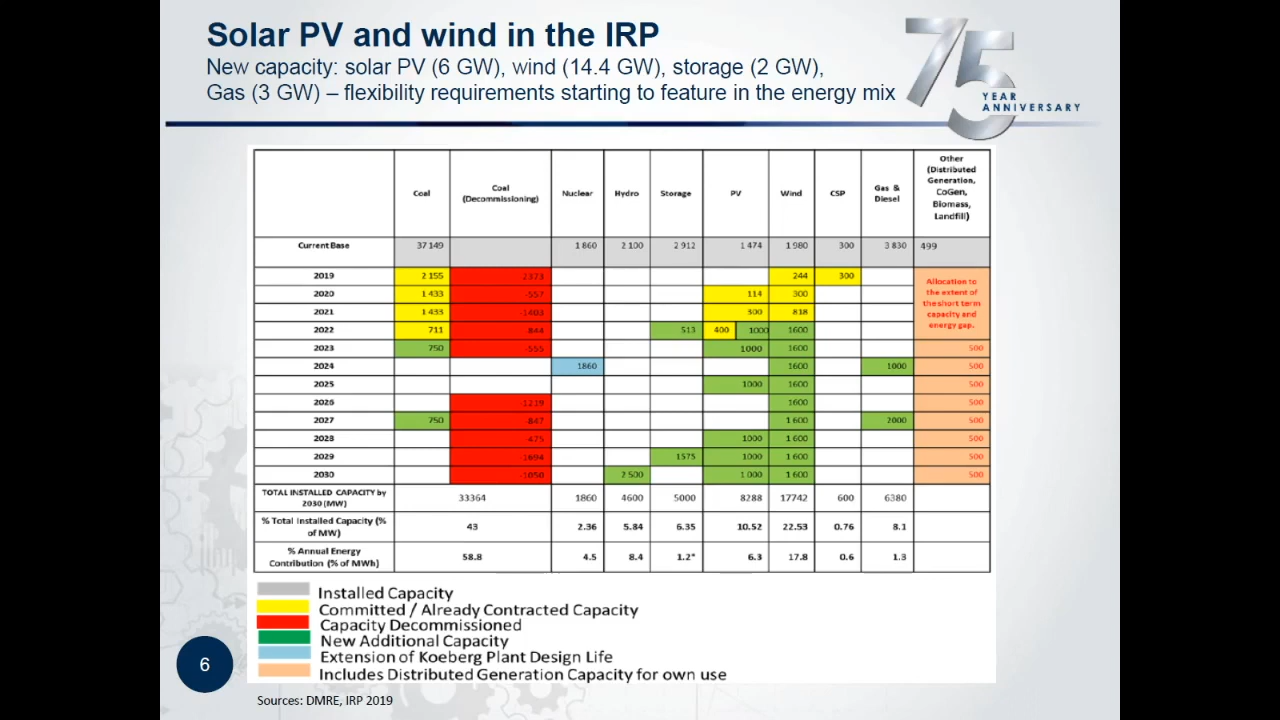 Solar PV and wind in the IRP
New capacity: solar PV (6 GW), wind (14.4 GW), storage (2 GW),
Gas (3 GW) – flexibility requirements starting to feature in the energy mix
75
YEAR
ANNIVERSARY
Coal Coal (Decommissioning) Nuclear Hydro Storage PV Wind CSP Gas & Diesel Other (Distributed Generation, CoGen, Biomass, Landfill)
Current Base 37 149 1 860 2 100 2 912 1 474 1 980 300 3 830 499
2019 2 155 -2373 244 300
Allocation to the extent of the short term capacity and energy gap.
2020 1 433 -557 114 300
2021 1 433 -1403 300 818
2022 711 -844 513 400 1000 1600
2023 750 -555 1000 1600 500
2024 1860 1600 1000 500
2025 1000 1600 500
2026 -1219 1600 500
2027 750 -847 1 600 2000 500
2028 -475 1000 1 600 500
2029 -1694 1575 1000 1 600 500
2030 -1050 2 500 1 000 1 600 500
TOTAL INSTALLED CAPACITY by 2030 (MW) 33364 1860 4600 5000 8288 17742 600 6380
% Total Installed Capacity (% of MW) 43 2.36 5.84 6.35 10.52 22.53 0.76 8.1
% Annual Energy Contribution (% of MWh) 58.8 4.5 8.4 1.2* 6.3 17.8 0.6 1.3
Installed Capacity
Committed / Already Contracted Capacity
Capacity Decommissioned
New Additional Capacity
Extension of Koeberg Plant Design Life
Includes Distributed Generation Capacity for own use
6
Sources: DMRE, IRP 2019